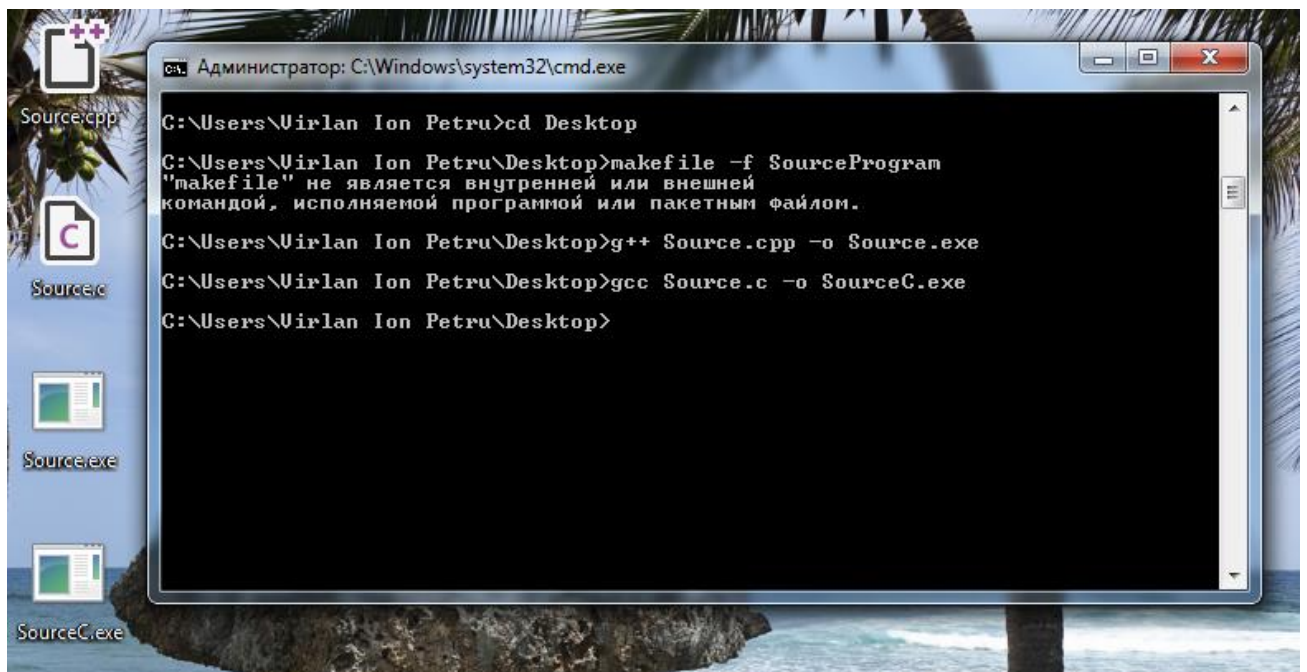 ++
Source.cpp
C
Source.c
Source.exe
SourceC.exe
C:\. Администратор: C:\Windows\system32\cmd.exe
C:\Users\Virlan Ion Petru>cd Desktop
C:\Users\Virlan Ion Petru\Desktop>makefile -f SourceProgram
"makefile" не является внутренней или внешней
командой, исполняемой программой или пакетным файлом.
C:\Users\Virlan Ion Petru\Desktop>g++ Source.cpp -o Source.exe
C:\Users\Virlan Ion Petru\Desktop>gcc Source.c -o SourceC.exe
C:\Users\Virlan Ion Petru\Desktop>